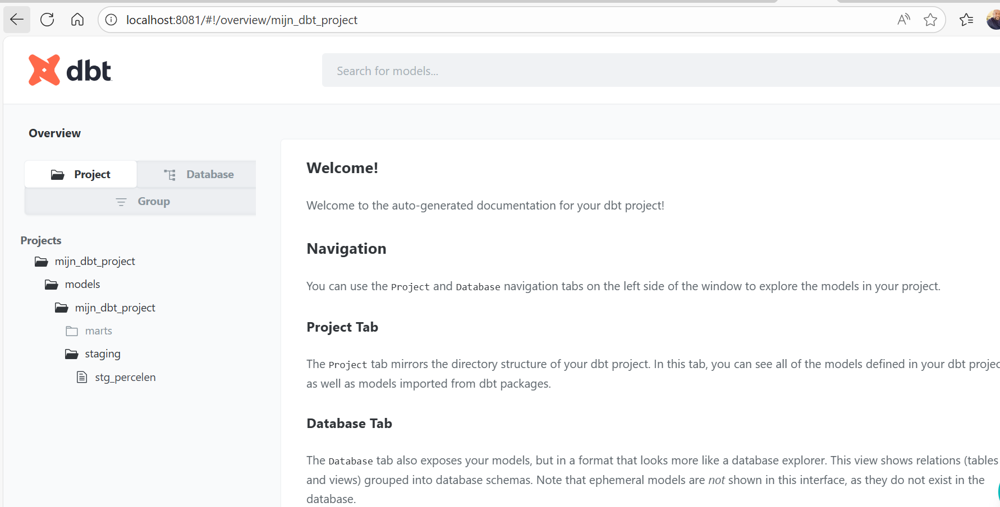 localhost:8081/#!/overview/mijn_dbt_project
dbt
Search for models...
Overview
Project
Database
Group
Projects
mijn_dbt_project
models
mijn_dbt_project
marts
staging
stg_percelen
Welcome!
Welcome to the auto-generated documentation for your dbt project!
Navigation
You can use the Project and Database navigation tabs on the left side of the window to explore the models in your project.
Project Tab
The Project tab mirrors the directory structure of your dbt project. In this tab, you can see all of the models defined in your dbt projec
as well as models imported from dbt packages.
Database Tab
The Database tab also exposes your models, but in a format that looks more like a database explorer. This view shows relations (tables
and views) grouped into database schemas. Note that ephemeral models are not shown in this interface, as they do not exist in the
database.